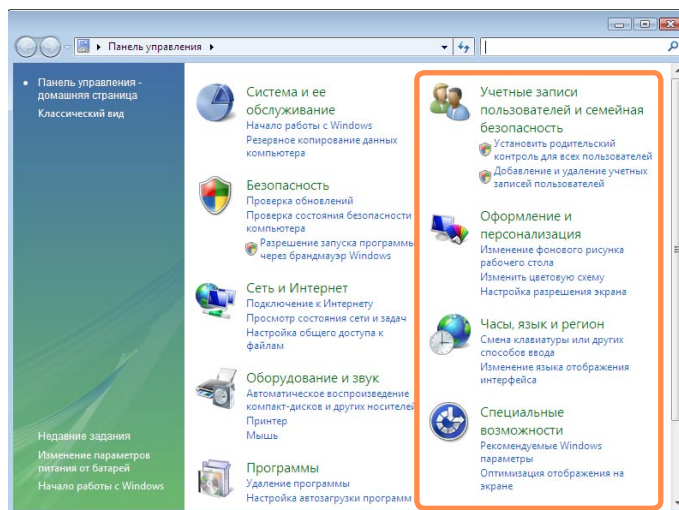 Панель управления
Панель управления -
домашняя страница
Классический вид
Недавние задания
Изменение параметров
питания от батарей
Начало работы с Windows
Система и ее
обслуживание
Начало работы с Windows
Резервное копирование данных
компьютера
Безопасность
Проверка обновлений
Проверка состояния безопасности
компьютера
Разрешение запуска программы
через брандмауэр Windows
Сеть и Интернет
Подключение к Интернету
Просмотр состояния сети и задач
Настройка общего доступа к
файлам
Оборудование и звук
Автоматическое воспроизведение
компакт-дисков и других носителей
Принтер
Мышь
Программы
Удаление программы
Настройка автозагрузки программ
Учетные записи
пользователей и семейная
безопасность
Установить родительский
контроль для всех пользователей
Добавление и удаление учетных
записей пользователей
Оформление и
персонализация
Изменение фонового рисунка
рабочего стола
Изменить цветовую схему
Настройка разрешения экрана
Часы, язык и регион
Смена клавиатуры или других
способов ввода
Изменение языка отображения
интерфейса
Специальные
возможности
Рекомендуемые Windows
параметры
Оптимизация отображения на
экране